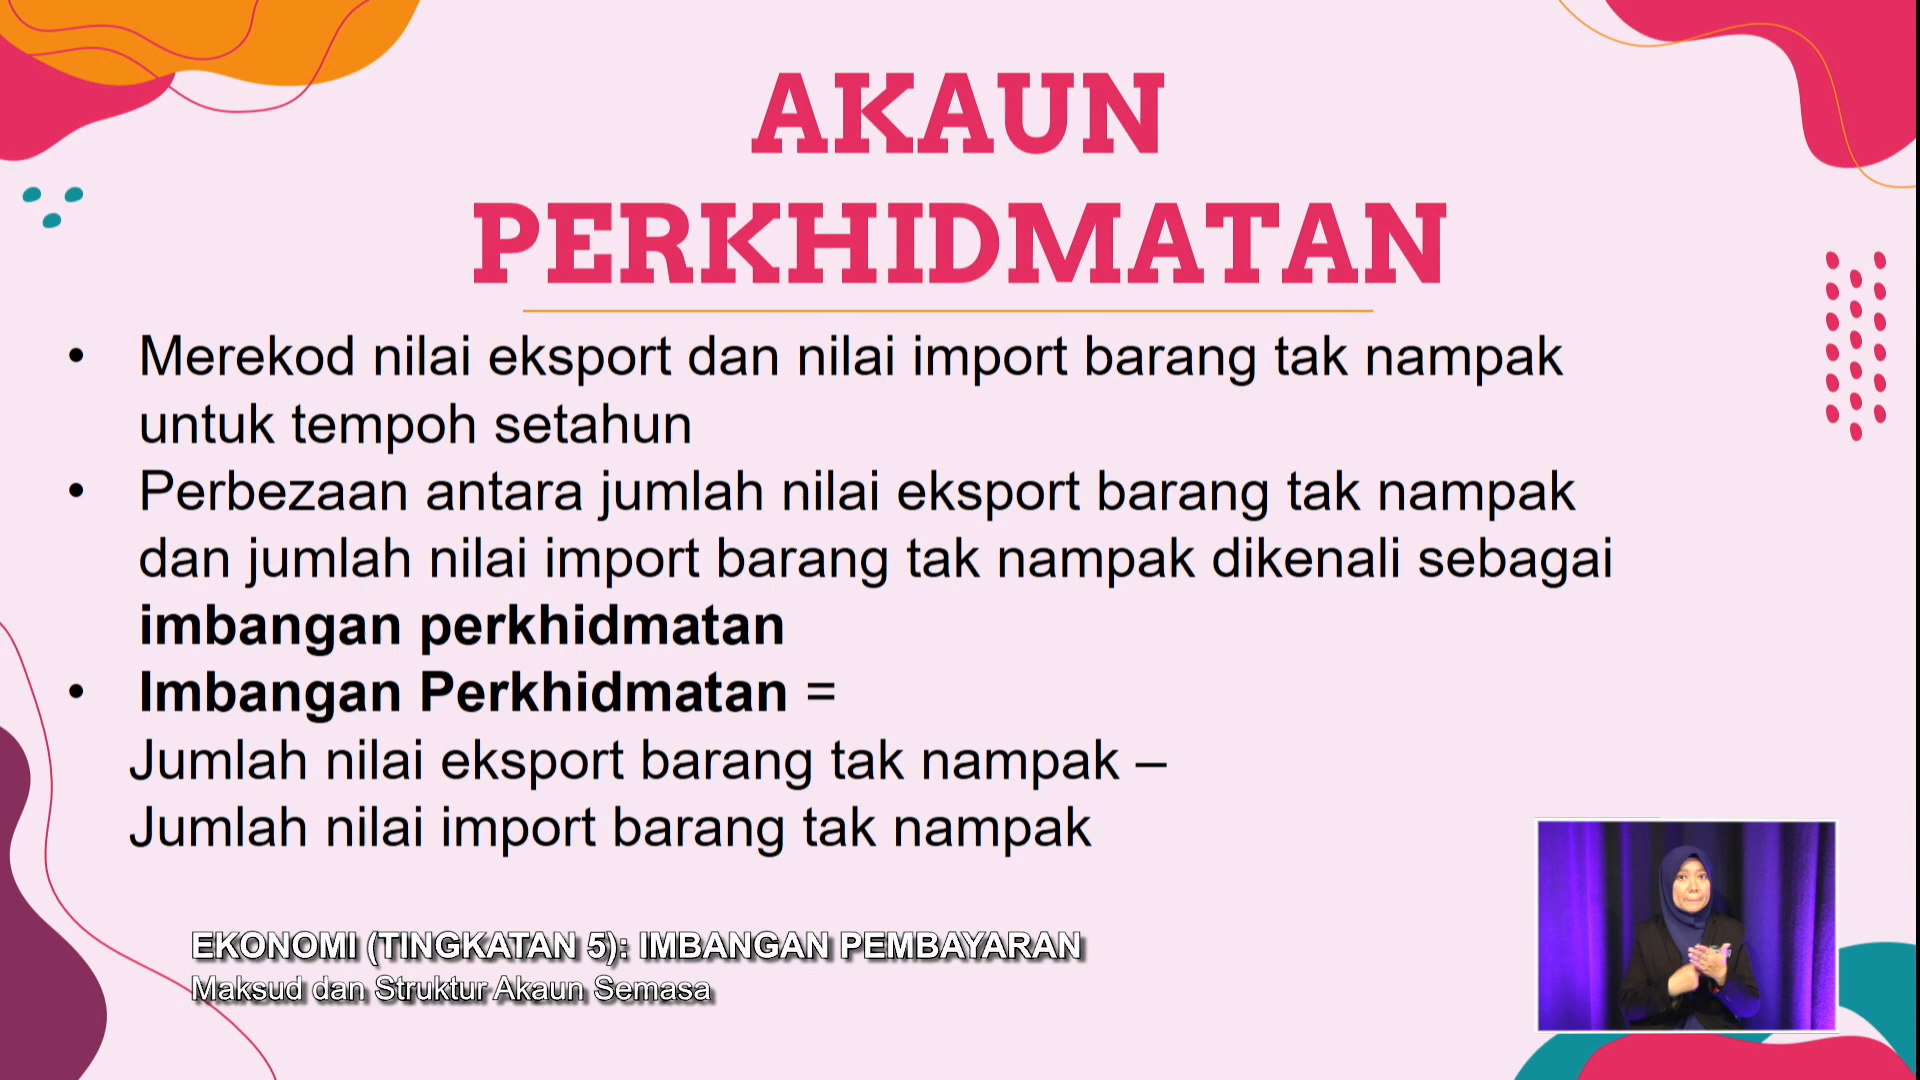 AKAUN
PERKHIDMATAN
• Merekod nilai eksport dan nilai import barang tak nampak
untuk tempoh setahun
• Perbezaan antara jumlah nilai eksport barang tak nampak
dan jumlah nilai import barang tak nampak dikenali sebagai
imbangan perkhidmatan
• Imbangan Perkhidmatan =
Jumlah nilai eksport barang tak nampak –
Jumlah nilai import barang tak nampak
EKONOMI (TINGKATAN 5): IMBANGAN PEMBAYARAN
Maksud dan Struktur Akaun Semasa